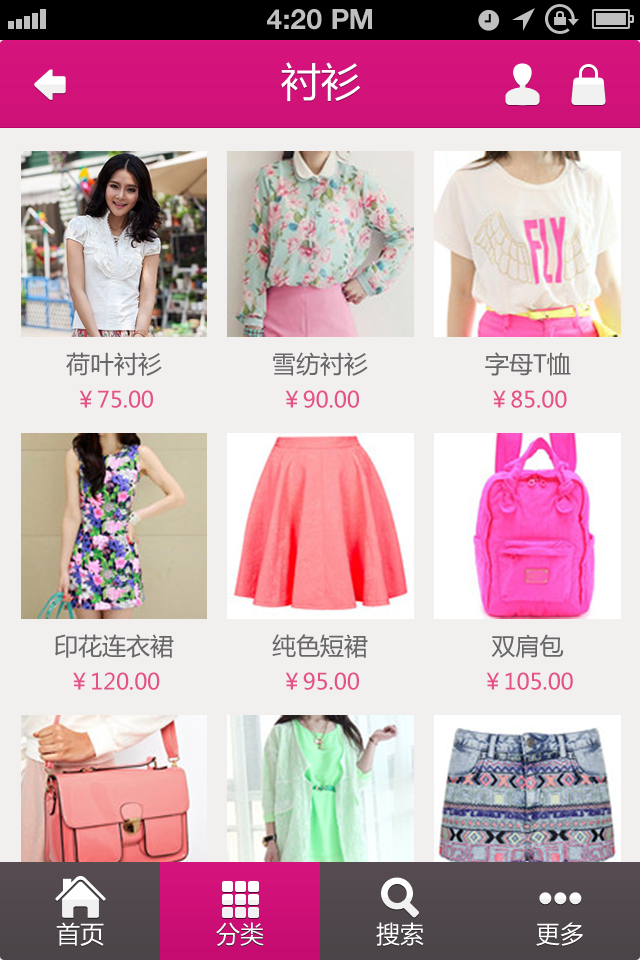 4:20 PM
衬衫
FLY
荷叶衬衫
雪纺衬衫
字母T恤
￥75.00
￥90.00
￥85.00
印花连衣裙
纯色短裙
双肩包
￥120.00
￥95.00
￥105.00
首页
分类
搜索
更多